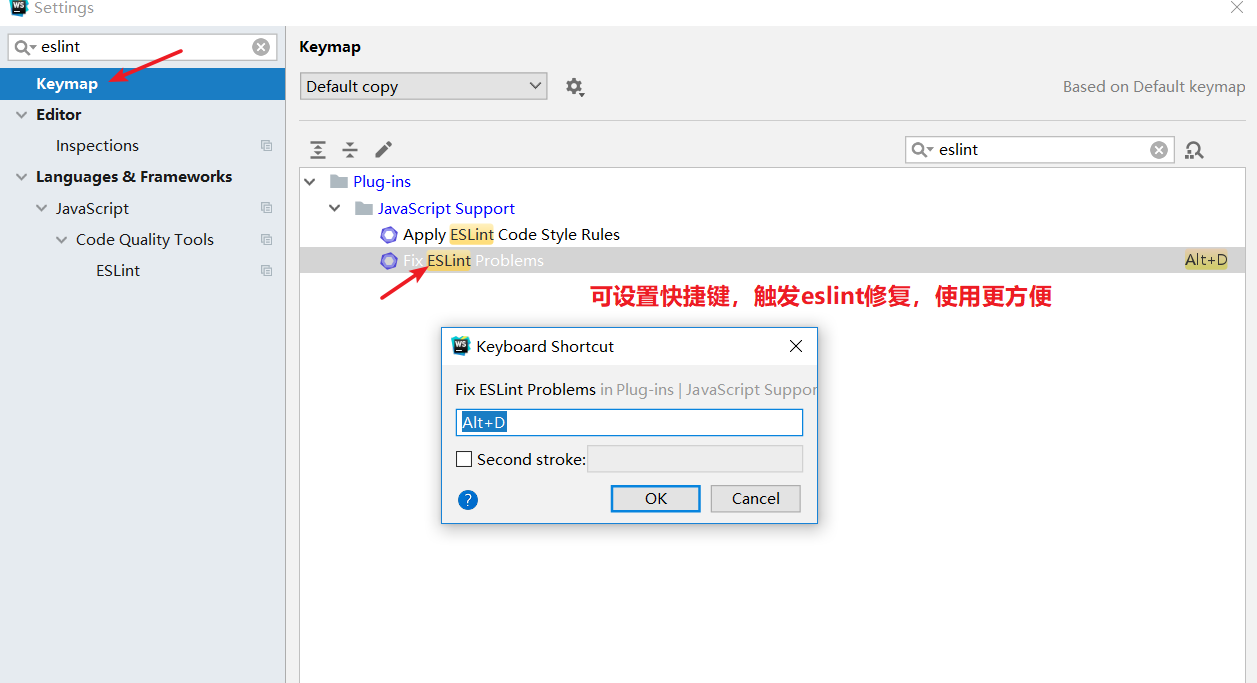 WS Settings
eslint
Keymap
Editor
Inspections
Languages & Frameworks
JavaScript
Code Quality Tools
ESLint
Keymap
Default copy
Based on Default keymap
eslint
Plug-ins
JavaScript Support
Apply ESLint Code Style Rules
Fix ESLint Problems Alt+D
可设置快捷键，触发eslint修复，使用更方便
WS Keyboard Shortcut
Fix ESLint Problems in Plug-ins | JavaScript Suppor
Alt+D
Second stroke:
? OK Cancel